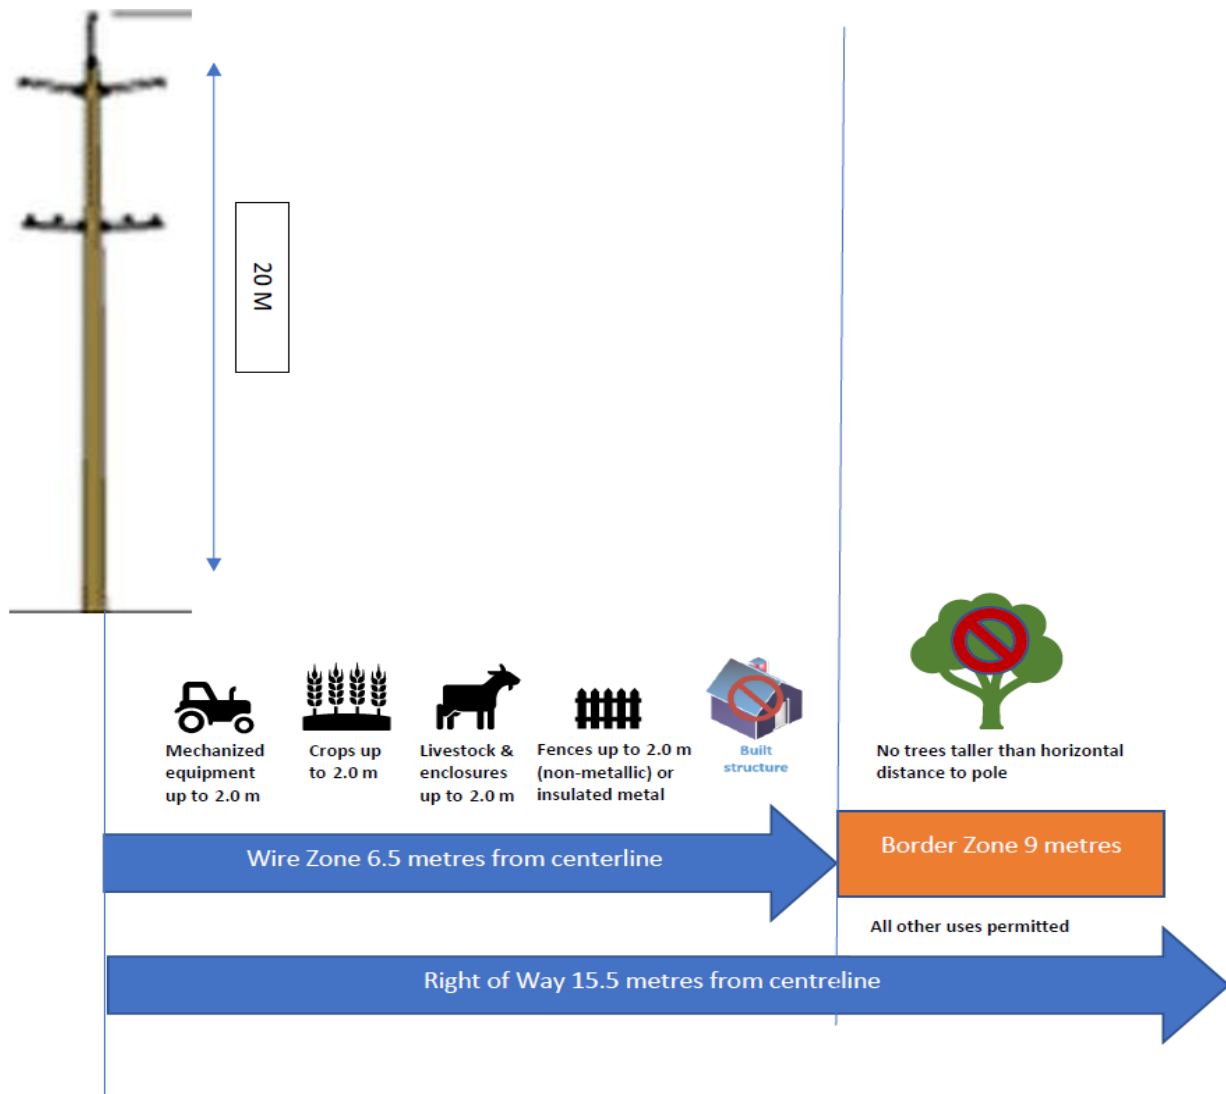 20 M
Mechanized
equipment
up to 2.0 m
Crops up
to 2.0 m
Livestock &
enclosures
up to 2.0 m
Fences up to 2.0 m
(non-metallic) or
insulated metal
Built
structure
No trees taller than horizontal
distance to pole
Wire Zone 6.5 metres from centerline
Border Zone 9 metres
All other uses permitted
Right of Way 15.5 metres from centreline